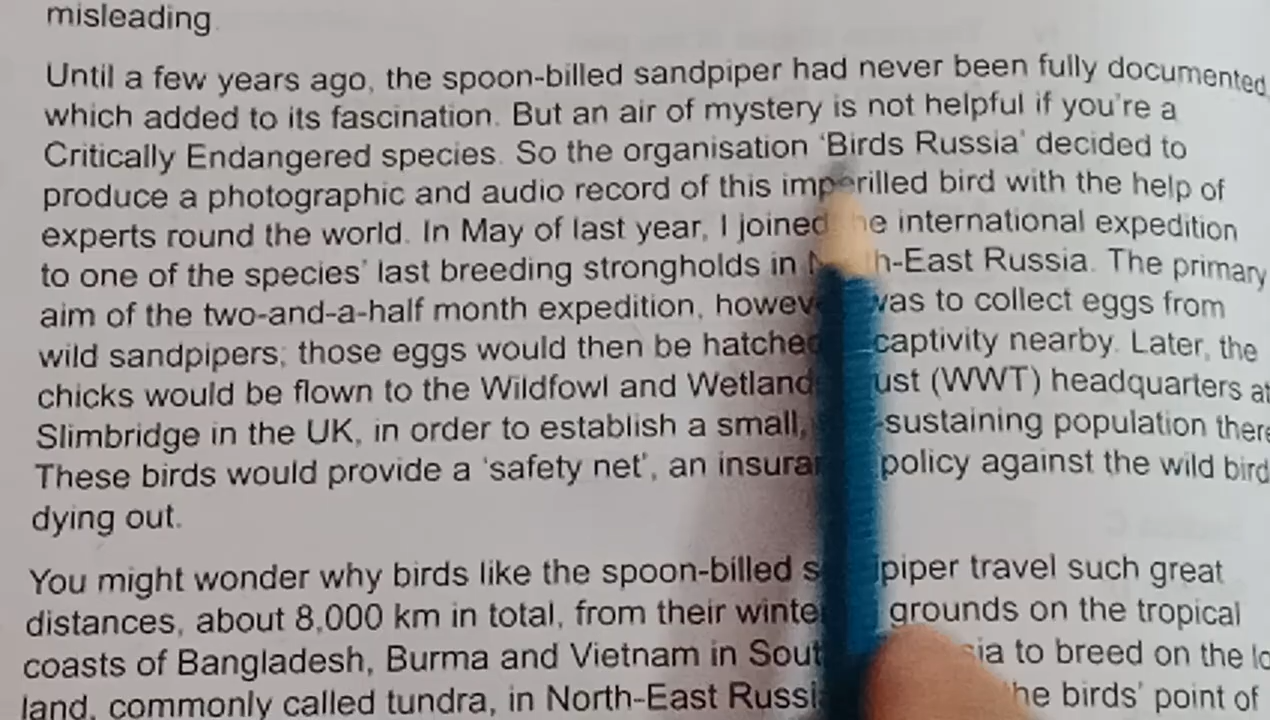 misleading.
Until a few years ago, the spoon-billed sandpiper had never been fully documented,
which added to its fascination. But an air of mystery is not helpful if you're a
Critically Endangered species. So the organisation 'Birds Russia' decided to
produce a photographic and audio record of this imperilled bird with the help of
experts round the world. In May of last year, I joined he international expedition
to one of the species' last breeding strongholds in N h-East Russia. The primary
aim of the two-and-a-half month expedition, howev was to collect eggs from
wild sandpipers; those eggs would then be hatched captivity nearby. Later, the
chicks would be flown to the Wildfowl and Wetland ust (WWT) headquarters at
Slimbridge in the UK, in order to establish a small, -sustaining population there
These birds would provide a 'safety net', an insura policy against the wild bird
dying out.
You might wonder why birds like the spoon-billed s piper travel such great
distances, about 8,000 km in total, from their winte grounds on the tropical
coasts of Bangladesh, Burma and Vietnam in Sout ia to breed on the lo
land, commonly called tundra, in North-East Russi he birds' point of